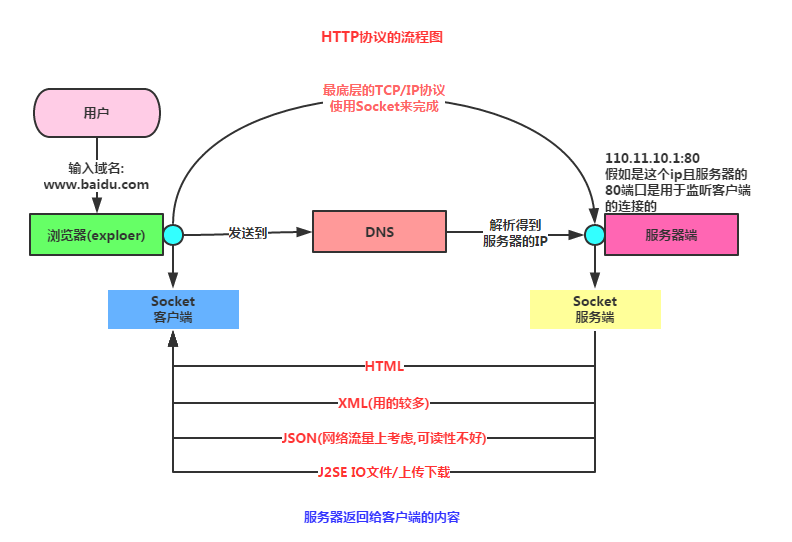 HTTP协议的流程图
最底层的TCP/IP协议
使用Socket来完成
用户
输入域名:
www.baidu.com
110.11.10.1:80
假如是这个ip且服务器的
80端口是用于监听客户端
的连接的
浏览器(exploer)
发送到
DNS
解析得到
服务器的IP
服务器端
Socket
客户端
Socket
服务端
HTML
XML(用的较多)
JSON(网络流量上考虑,可读性不好)
J2SE IO文件/上传下载
服务器返回给客户端的内容